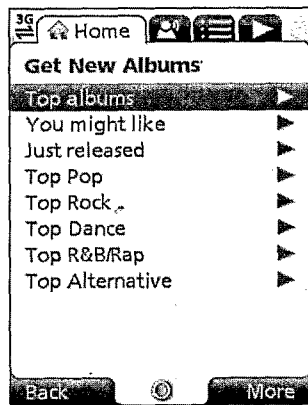 3G Home
Get New Albums
Top albums
You might like
Just released
Top Pop
Top Rock
Top Dance
Top R&B/Rap
Top Alternative
Back More